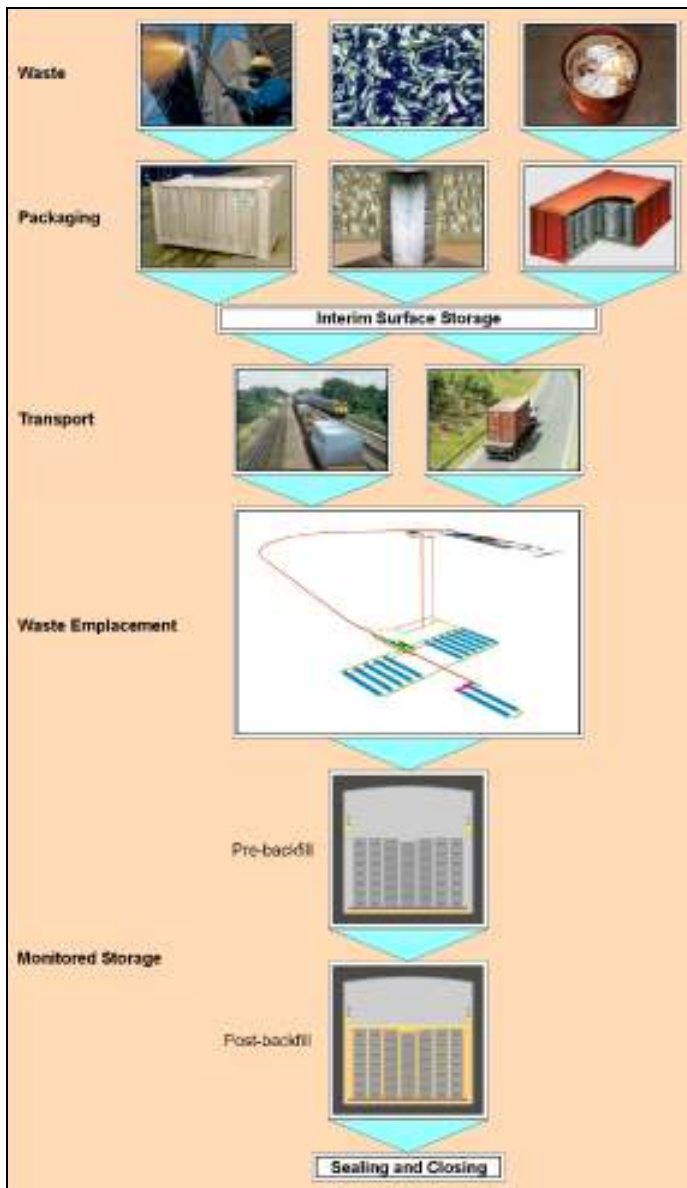 Waste
Packaging
Interim Surface Storage
Transport
Waste Emplacement
Pre-backfill
Monitored Storage
Post-backfill
Sealing and Closing